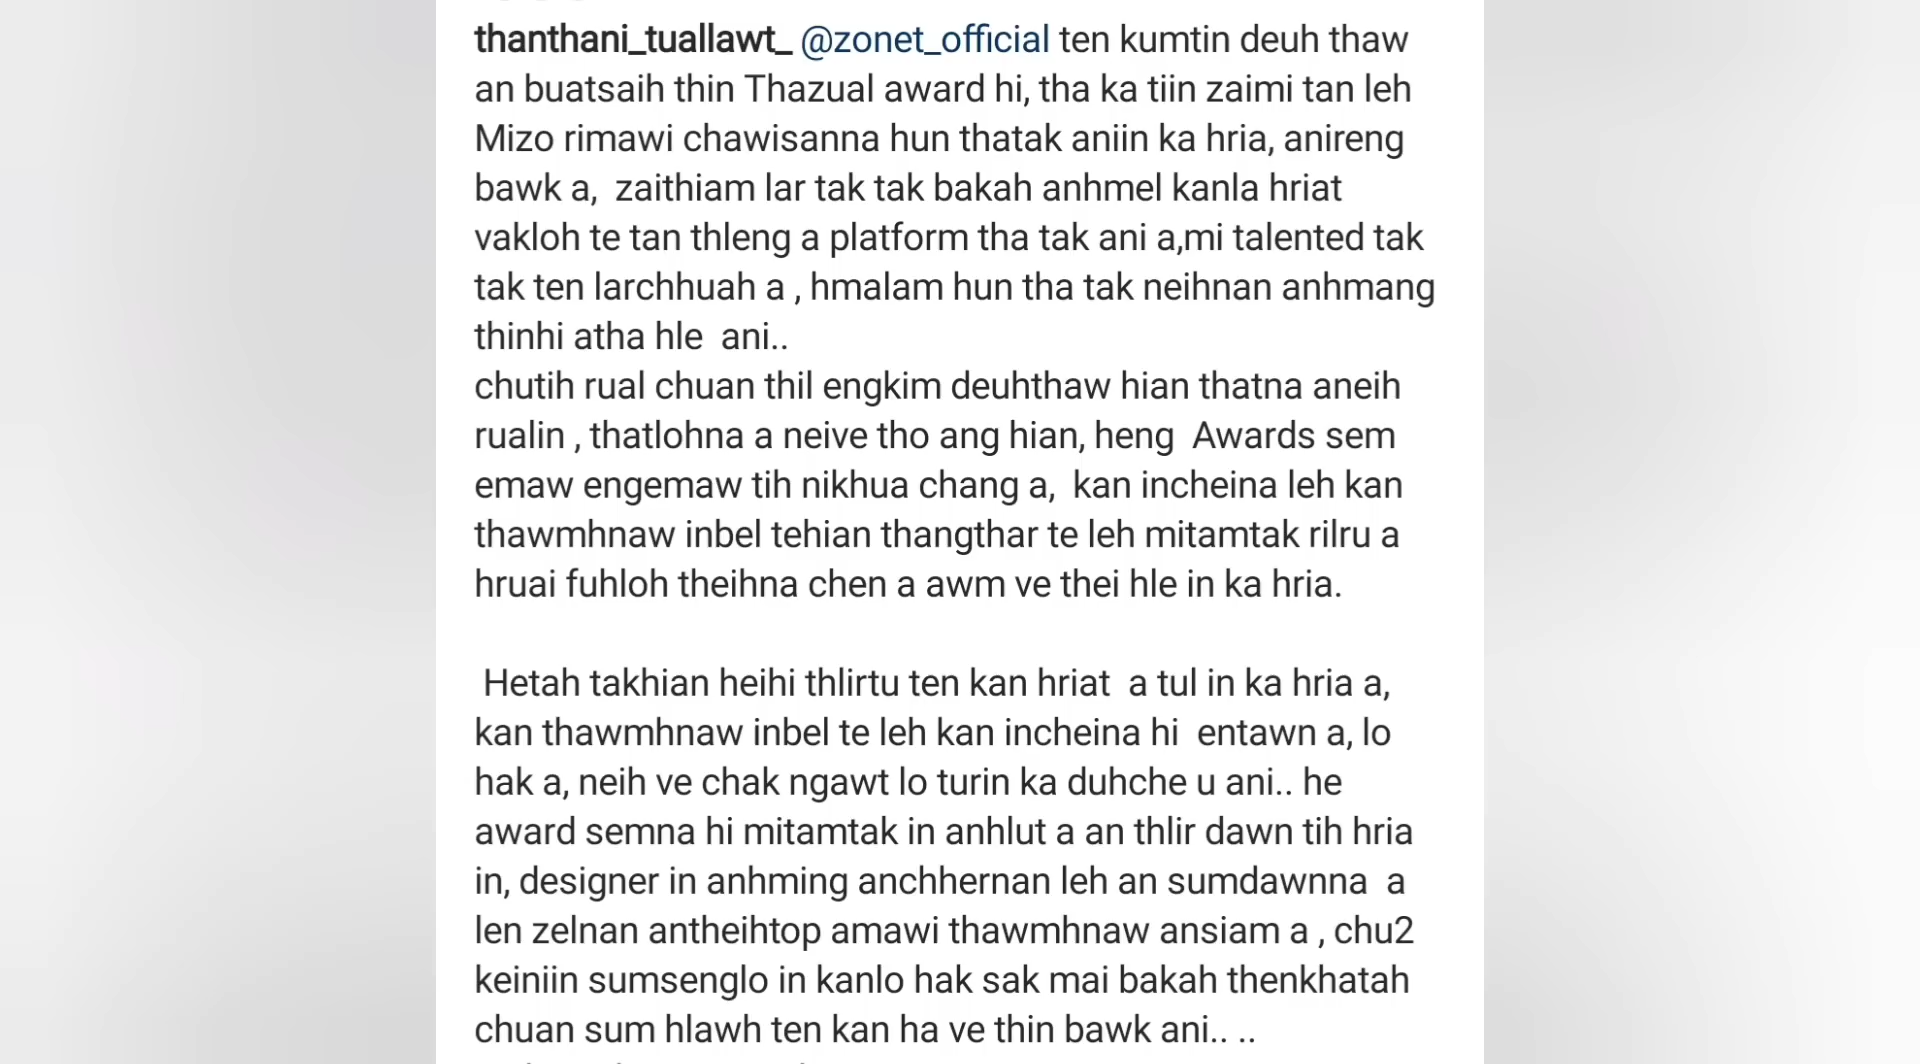 thanthani_tuallawt_ @zonet_official ten kumtin deuh thaw
an buatsaih thin Thazual award hi, tha ka tiin zaimi tan leh
Mizo rimawi chawisanna hun thatak aniin ka hria, anireng
bawk a,  zaithiam lar tak tak bakah anhmel kanla hriat
vakloh te tan thleng a platform tha tak ani a,mi talented tak
tak ten larchhuah a , hmalam hun tha tak neihnan anhmang
thinhi atha hle  ani..
chutih rual chuan thil engkim deuhthaw hian thatna aneih
rualin , thatlohna a neive tho ang hian, heng  Awards sem
emaw engemaw tih nikhua chang a,  kan incheina leh kan
thawmhnaw inbel tehian thangthar te leh mitamtak rilru a
hruai fuhloh theihna chen a awm ve thei hle in ka hria.
Hetah takhian heihi thlirtu ten kan hriat  a tul in ka hria a,
kan thawmhnaw inbel te leh kan incheina hi  entawn a, lo
hak a, neih ve chak ngawt lo turin ka duhche u ani.. he
award semna hi mitamtak in anhlut a an thlir dawn tih hria
in, designer in anhming anchhernan leh an sumdawnna  a
len zelnan antheihtop amawi thawmhnaw ansiam a , chu2
keiniin sumsenglo in kanlo hak sak mai bakah thenkhatah
chuan sum hlawh ten kan ha ve thin bawk ani.. ..